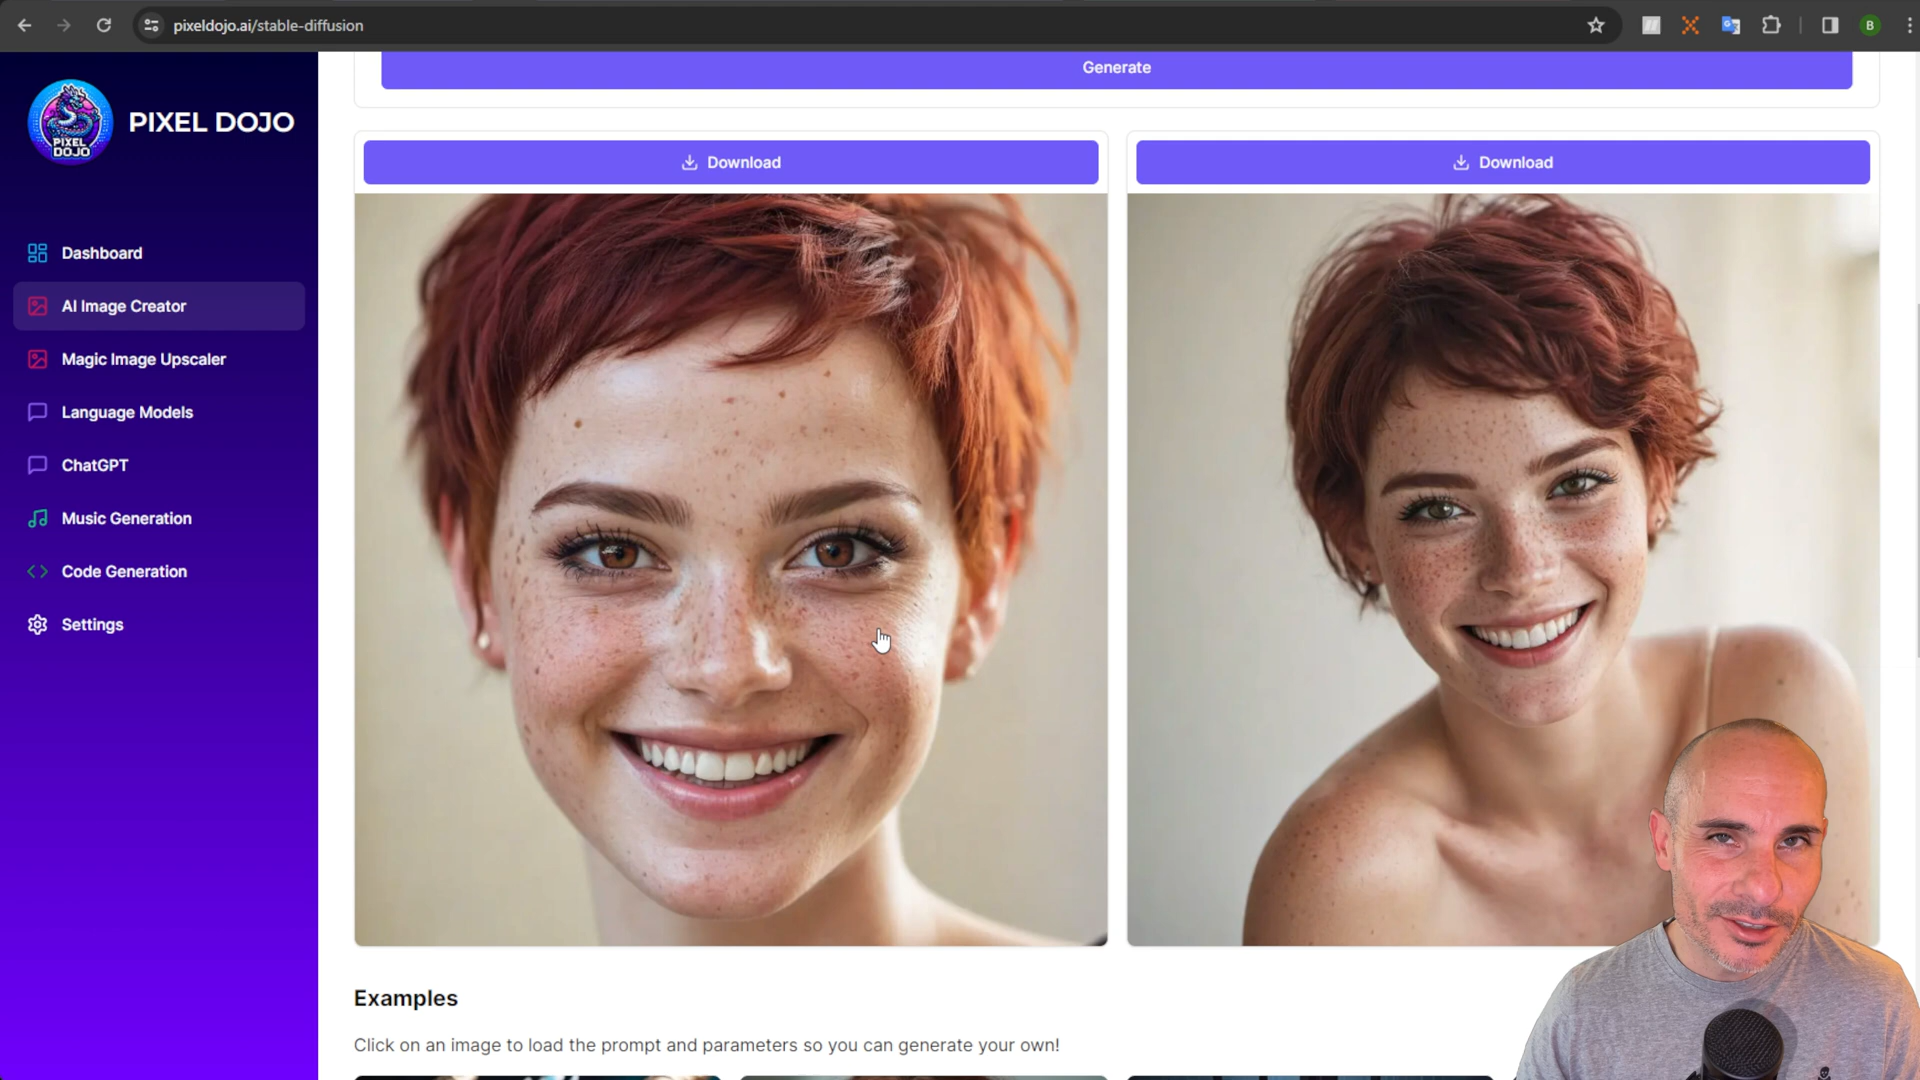 pixeldojo.ai/stable-diffusion
B
PIXEL DOJO
PIXEL
DOJO
Dashboard
AI Image Creator
Magic Image Upscaler
Language Models
ChatGPT
Music Generation
Code Generation
Settings
Generate
Download
Download
Examples
Click on an image to load the prompt and parameters so you can generate your own!